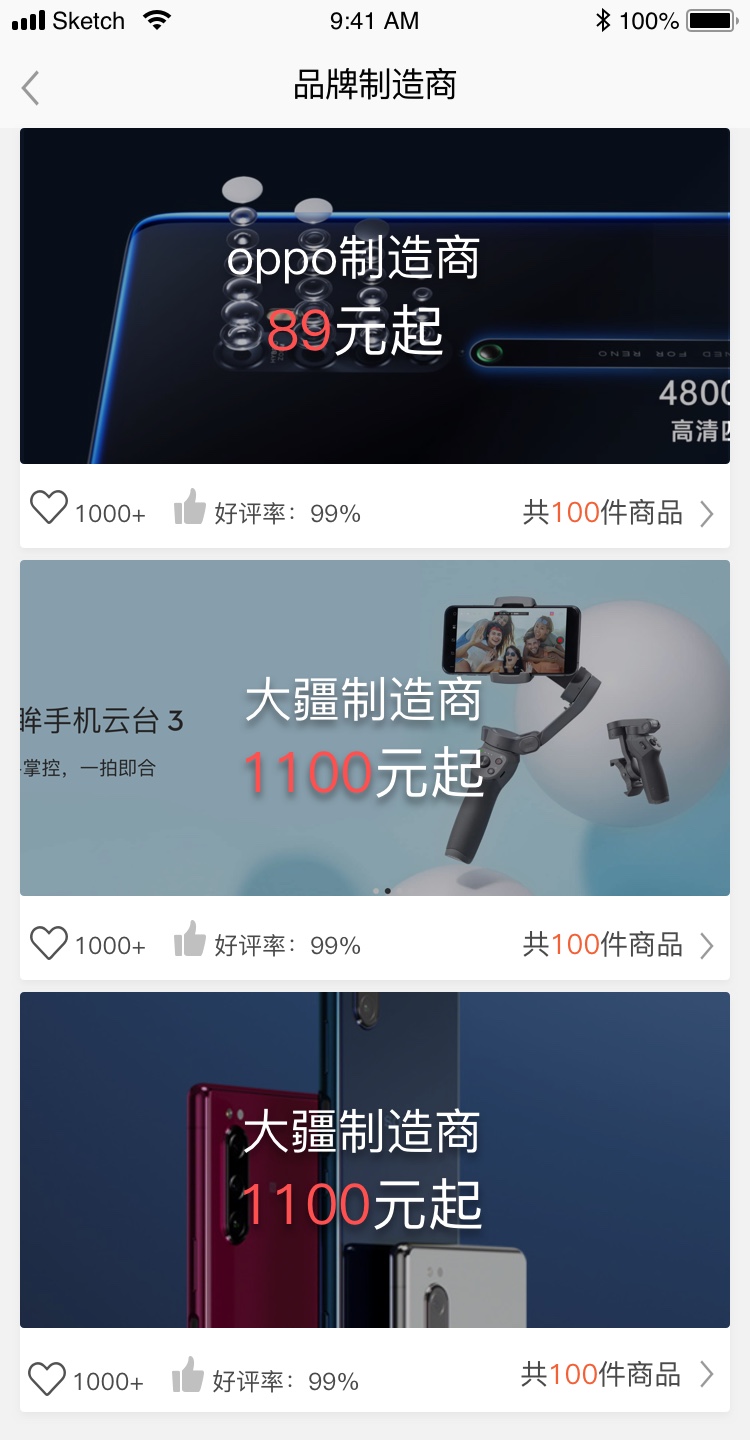 Sketch 9:41 AM 100%
品牌制造商
oppo制造商
89元起
4800
高清四
1000+ 好评率：99% 共100件商品
大疆制造商
眸手机云台 3
1100元起
掌控，一拍即合
1000+ 好评率：99% 共100件商品
大疆制造商
1100元起
1000+ 好评率：99% 共100件商品